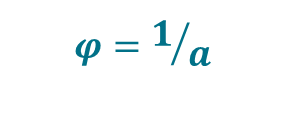 φ = 1/a